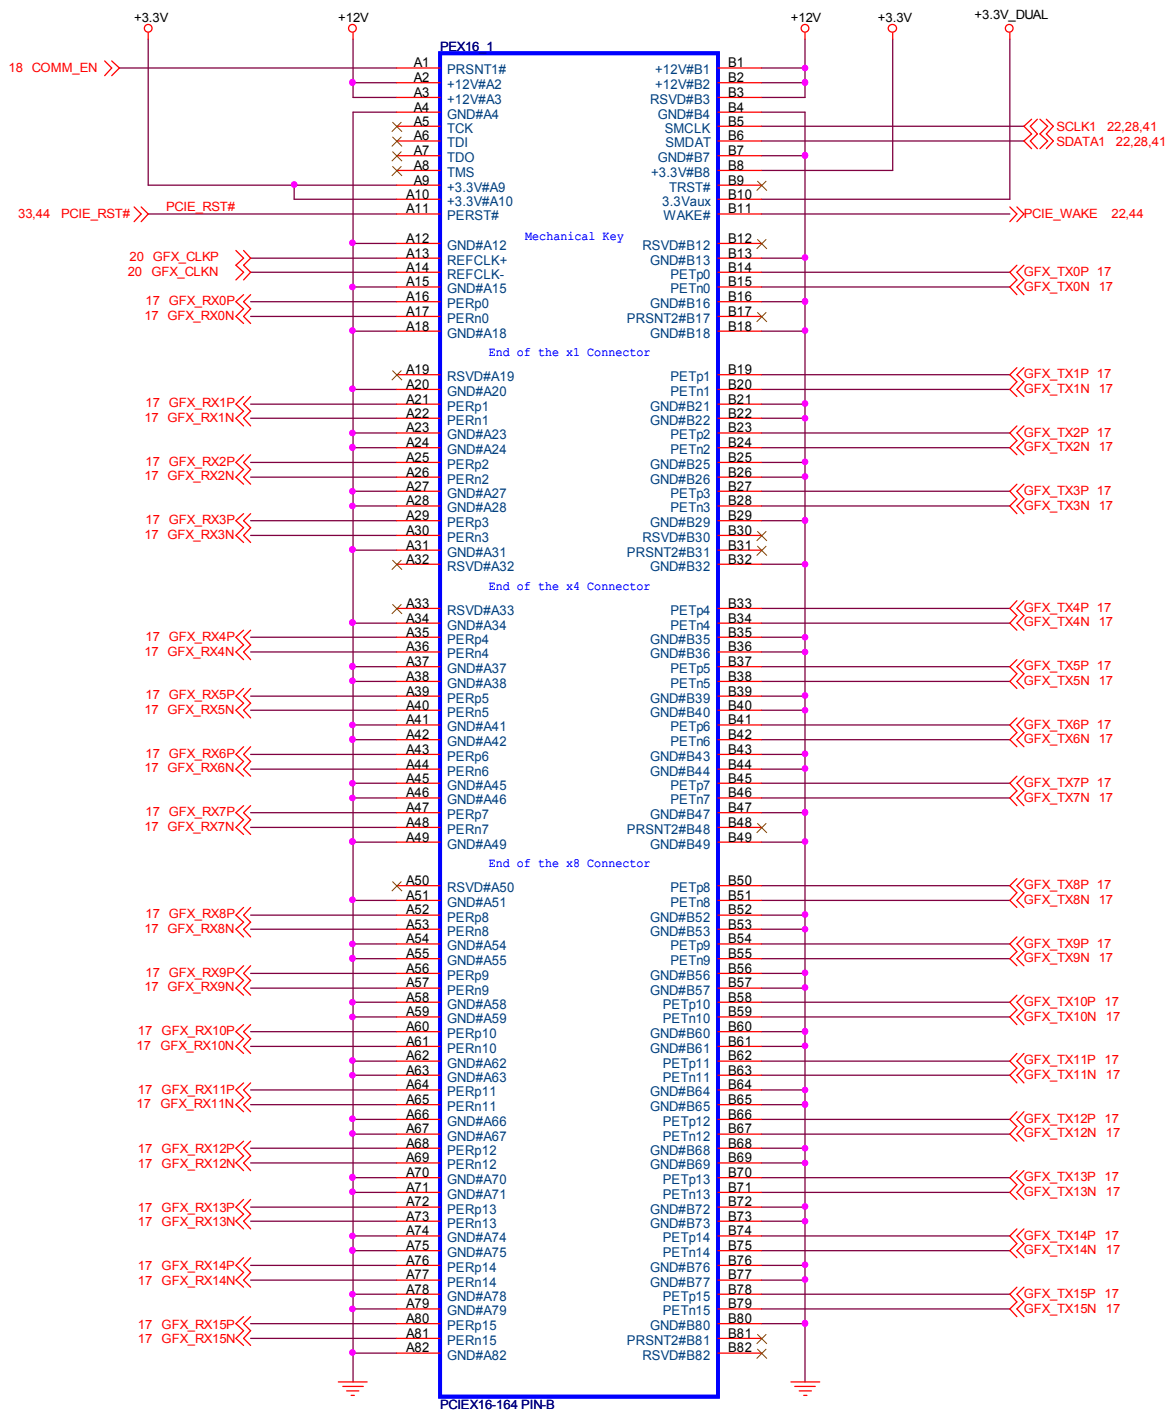 +3.3V +12V +12V +3.3V +3.3V_DUAL
PEX16_1
18 COMM_EN A1 PRSNT1# +12V#B1 B1
A2 +12V#A2 +12V#B2 B2
A3 +12V#A3 RSVD#B3 B3
A4 GND#A4 GND#B4 B4
A5 TCK SMCLK B5 SCLK1 22,28,41
A6 TDI SMDAT B6 SDATA1 22,28,41
A7 TDO GND#B7 B7
A8 TMS +3.3V#B8 B8
A9 +3.3V#A9 TRST# B9
A10 +3.3V#A10 3.3Vaux B10
33,44 PCIE_RST# PCIE_RST# A11 PERST# WAKE# B11 PCIE_WAKE 22,44
Mechanical Key
A12 GND#A12 RSVD#B12 B12
20 GFX_CLKP A13 REFCLK+ GND#B13 B13
20 GFX_CLKN A14 REFCLK- PETp0 B14 GFX_TX0P 17
A15 GND#A15 PETn0 B15 GFX_TX0N 17
17 GFX_RX0P A16 PERp0 GND#B16 B16
17 GFX_RX0N A17 PERn0 PRSNT2#B17 B17
A18 GND#A18 GND#B18 B18
End of the x1 Connector
A19 RSVD#A19 PETp1 B19 GFX_TX1P 17
A20 GND#A20 PETn1 B20 GFX_TX1N 17
17 GFX_RX1P A21 PERp1 GND#B21 B21
17 GFX_RX1N A22 PERn1 GND#B22 B22
A23 GND#A23 PETp2 B23 GFX_TX2P 17
A24 GND#A24 PETn2 B24 GFX_TX2N 17
17 GFX_RX2P A25 PERp2 GND#B25 B25
17 GFX_RX2N A26 PERn2 GND#B26 B26
A27 GND#A27 PETp3 B27 GFX_TX3P 17
A28 GND#A28 PETn3 B28 GFX_TX3N 17
17 GFX_RX3P A29 PERp3 GND#B29 B29
17 GFX_RX3N A30 PERn3 RSVD#B30 B30
A31 GND#A31 PRSNT2#B31 B31
A32 RSVD#A32 GND#B32 B32
End of the x4 Connector
A33 RSVD#A33 PETp4 B33 GFX_TX4P 17
A34 GND#A34 PETn4 B34 GFX_TX4N 17
17 GFX_RX4P A35 PERp4 GND#B35 B35
17 GFX_RX4N A36 PERn4 GND#B36 B36
A37 GND#A37 PETp5 B37 GFX_TX5P 17
A38 GND#A38 PETn5 B38 GFX_TX5N 17
17 GFX_RX5P A39 PERp5 GND#B39 B39
17 GFX_RX5N A40 PERn5 GND#B40 B40
A41 GND#A41 PETp6 B41 GFX_TX6P 17
A42 GND#A42 PETn6 B42 GFX_TX6N 17
17 GFX_RX6P A43 PERp6 GND#B43 B43
17 GFX_RX6N A44 PERn6 GND#B44 B44
A45 GND#A45 PETp7 B45 GFX_TX7P 17
A46 GND#A46 PETn7 B46 GFX_TX7N 17
17 GFX_RX7P A47 PERp7 GND#B47 B47
17 GFX_RX7N A48 PERn7 PRSNT2#B48 B48
A49 GND#A49 GND#B49 B49
End of the x8 Connector
A50 RSVD#A50 PETp8 B50 GFX_TX8P 17
A51 GND#A51 PETn8 B51 GFX_TX8N 17
17 GFX_RX8P A52 PERp8 GND#B52 B52
17 GFX_RX8N A53 PERn8 GND#B53 B53
A54 GND#A54 PETp9 B54 GFX_TX9P 17
A55 GND#A55 PETn9 B55 GFX_TX9N 17
17 GFX_RX9P A56 PERp9 GND#B56 B56
17 GFX_RX9N A57 PERn9 GND#B57 B57
A58 GND#A58 PETp10 B58 GFX_TX10P 17
A59 GND#A59 PETn10 B59 GFX_TX10N 17
17 GFX_RX10P A60 PERp10 GND#B60 B60
17 GFX_RX10N A61 PERn10 GND#B61 B61
A62 GND#A62 PETp11 B62 GFX_TX11P 17
A63 GND#A63 PETn11 B63 GFX_TX11N 17
17 GFX_RX11P A64 PERp11 GND#B64 B64
17 GFX_RX11N A65 PERn11 GND#B65 B65
A66 GND#A66 PETp12 B66 GFX_TX12P 17
A67 GND#A67 PETn12 B67 GFX_TX12N 17
17 GFX_RX12P A68 PERp12 GND#B68 B68
17 GFX_RX12N A69 PERn12 GND#B69 B69
A70 GND#A70 PETp13 B70 GFX_TX13P 17
A71 GND#A71 PETn13 B71 GFX_TX13N 17
17 GFX_RX13P A72 PERp13 GND#B72 B72
17 GFX_RX13N A73 PERn13 GND#B73 B73
A74 GND#A74 PETp14 B74 GFX_TX14P 17
A75 GND#A75 PETn14 B75 GFX_TX14N 17
17 GFX_RX14P A76 PERp14 GND#B76 B76
17 GFX_RX14N A77 PERn14 GND#B77 B77
A78 GND#A78 PETp15 B78 GFX_TX15P 17
A79 GND#A79 PETn15 B79 GFX_TX15N 17
17 GFX_RX15P A80 PERp15 GND#B80 B80
17 GFX_RX15N A81 PERn15 PRSNT2#B81 B81
A82 GND#A82 RSVD#B82 B82
PCIEX16-164 PIN-B